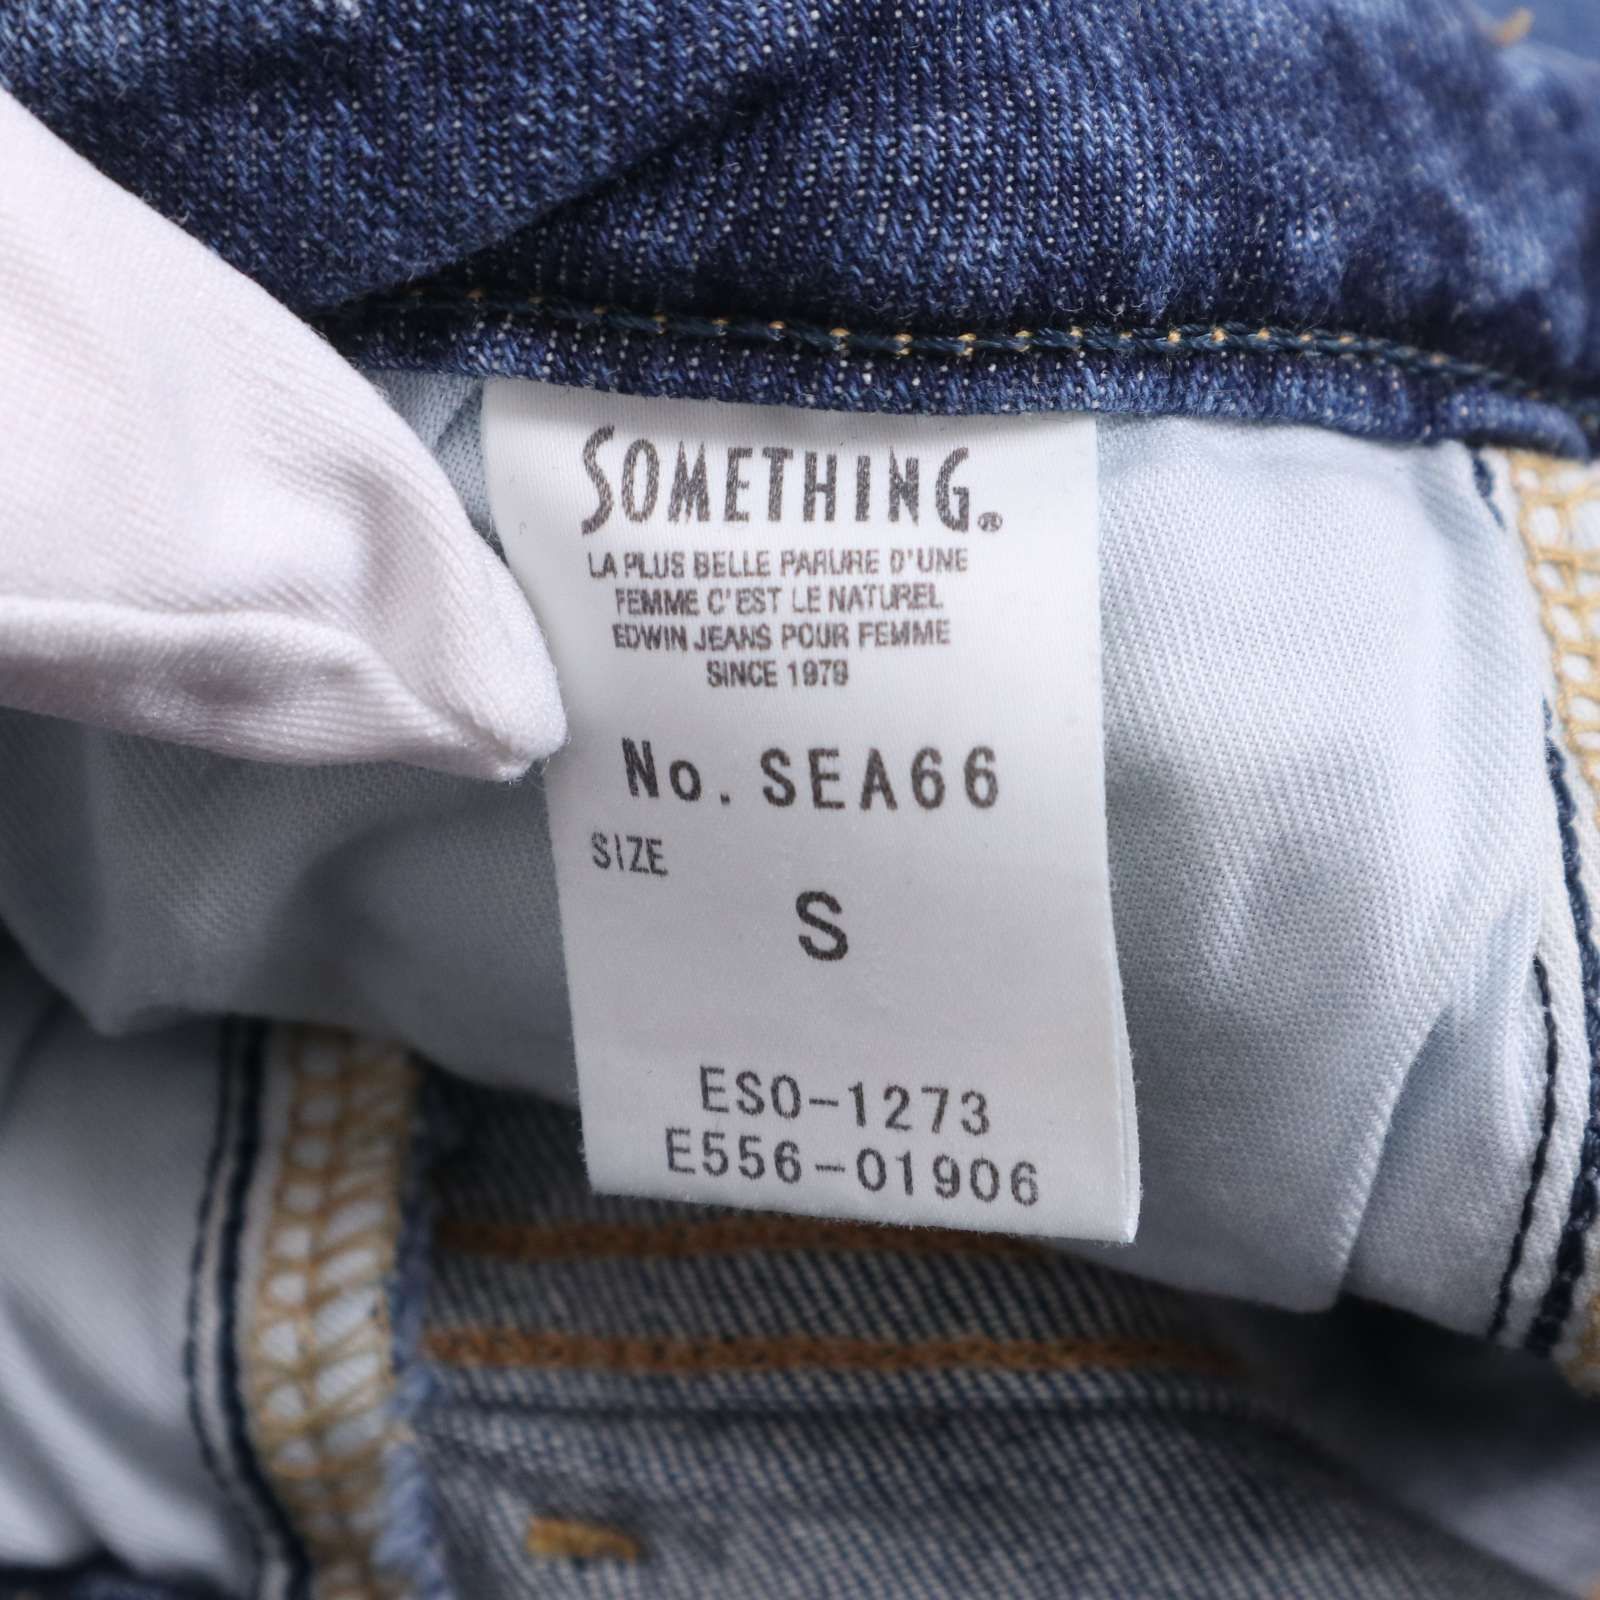 SOMETHING®
LA PLUS BELLE PARURE D'UNE
FEMME C'EST LE NATUREL
EDWIN JEANS POUR FEMME
SINCE 1979
No. SEA66
SIZE
S
ESO-1273
E556-01906